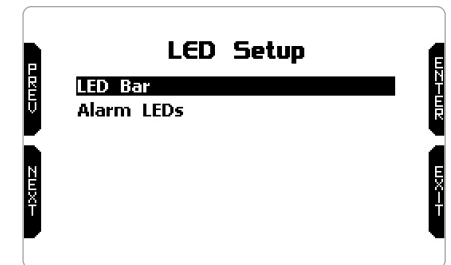 LED Setup
PREV
ENTER
LED Bar
Alarm LEDs
NEXT
EXIT